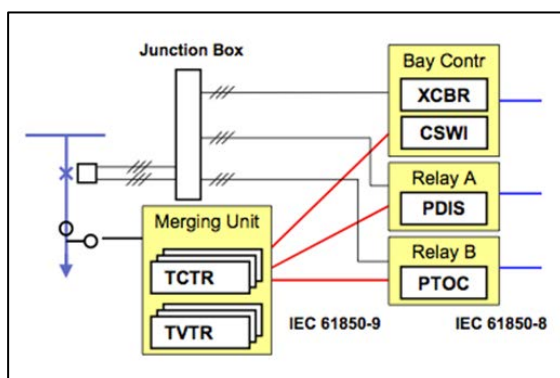 Junction Box
Bay Contr
XCBR
CSWI
Relay A
PDIS
Merging Unit
TCTR
TVTR
Relay B
PTOC
IEC 61850-9
IEC 61850-8